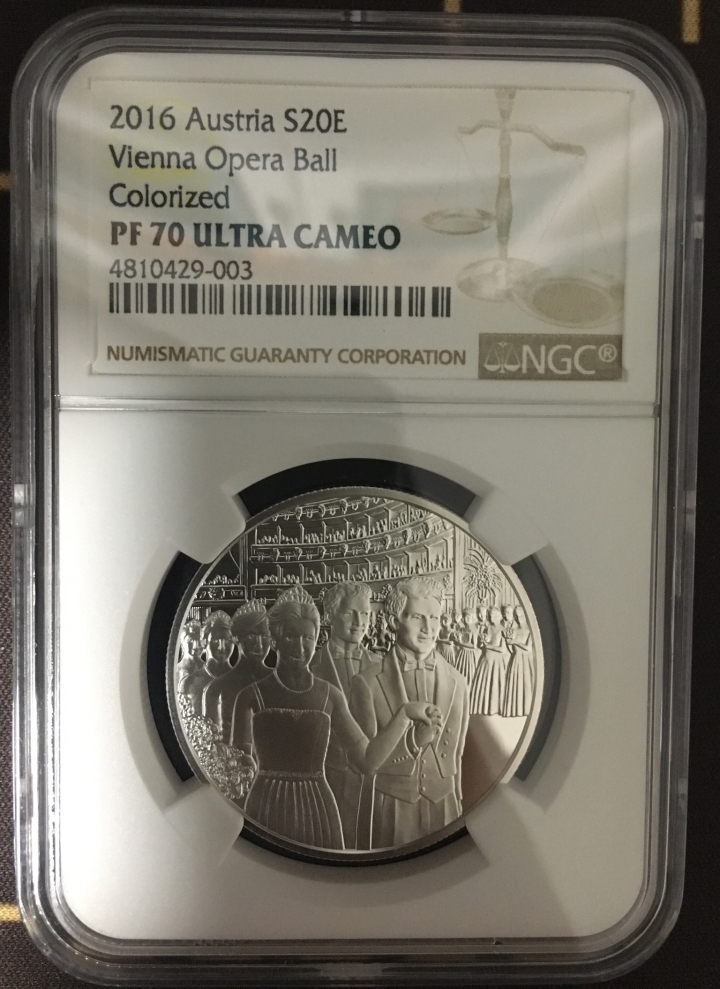 2016 Austria S20E
Vienna Opera Ball
Colorized
PF 70 ULTRA CAMEO
4810429-003
NUMISMATIC GUARANTY CORPORATION
NGC®